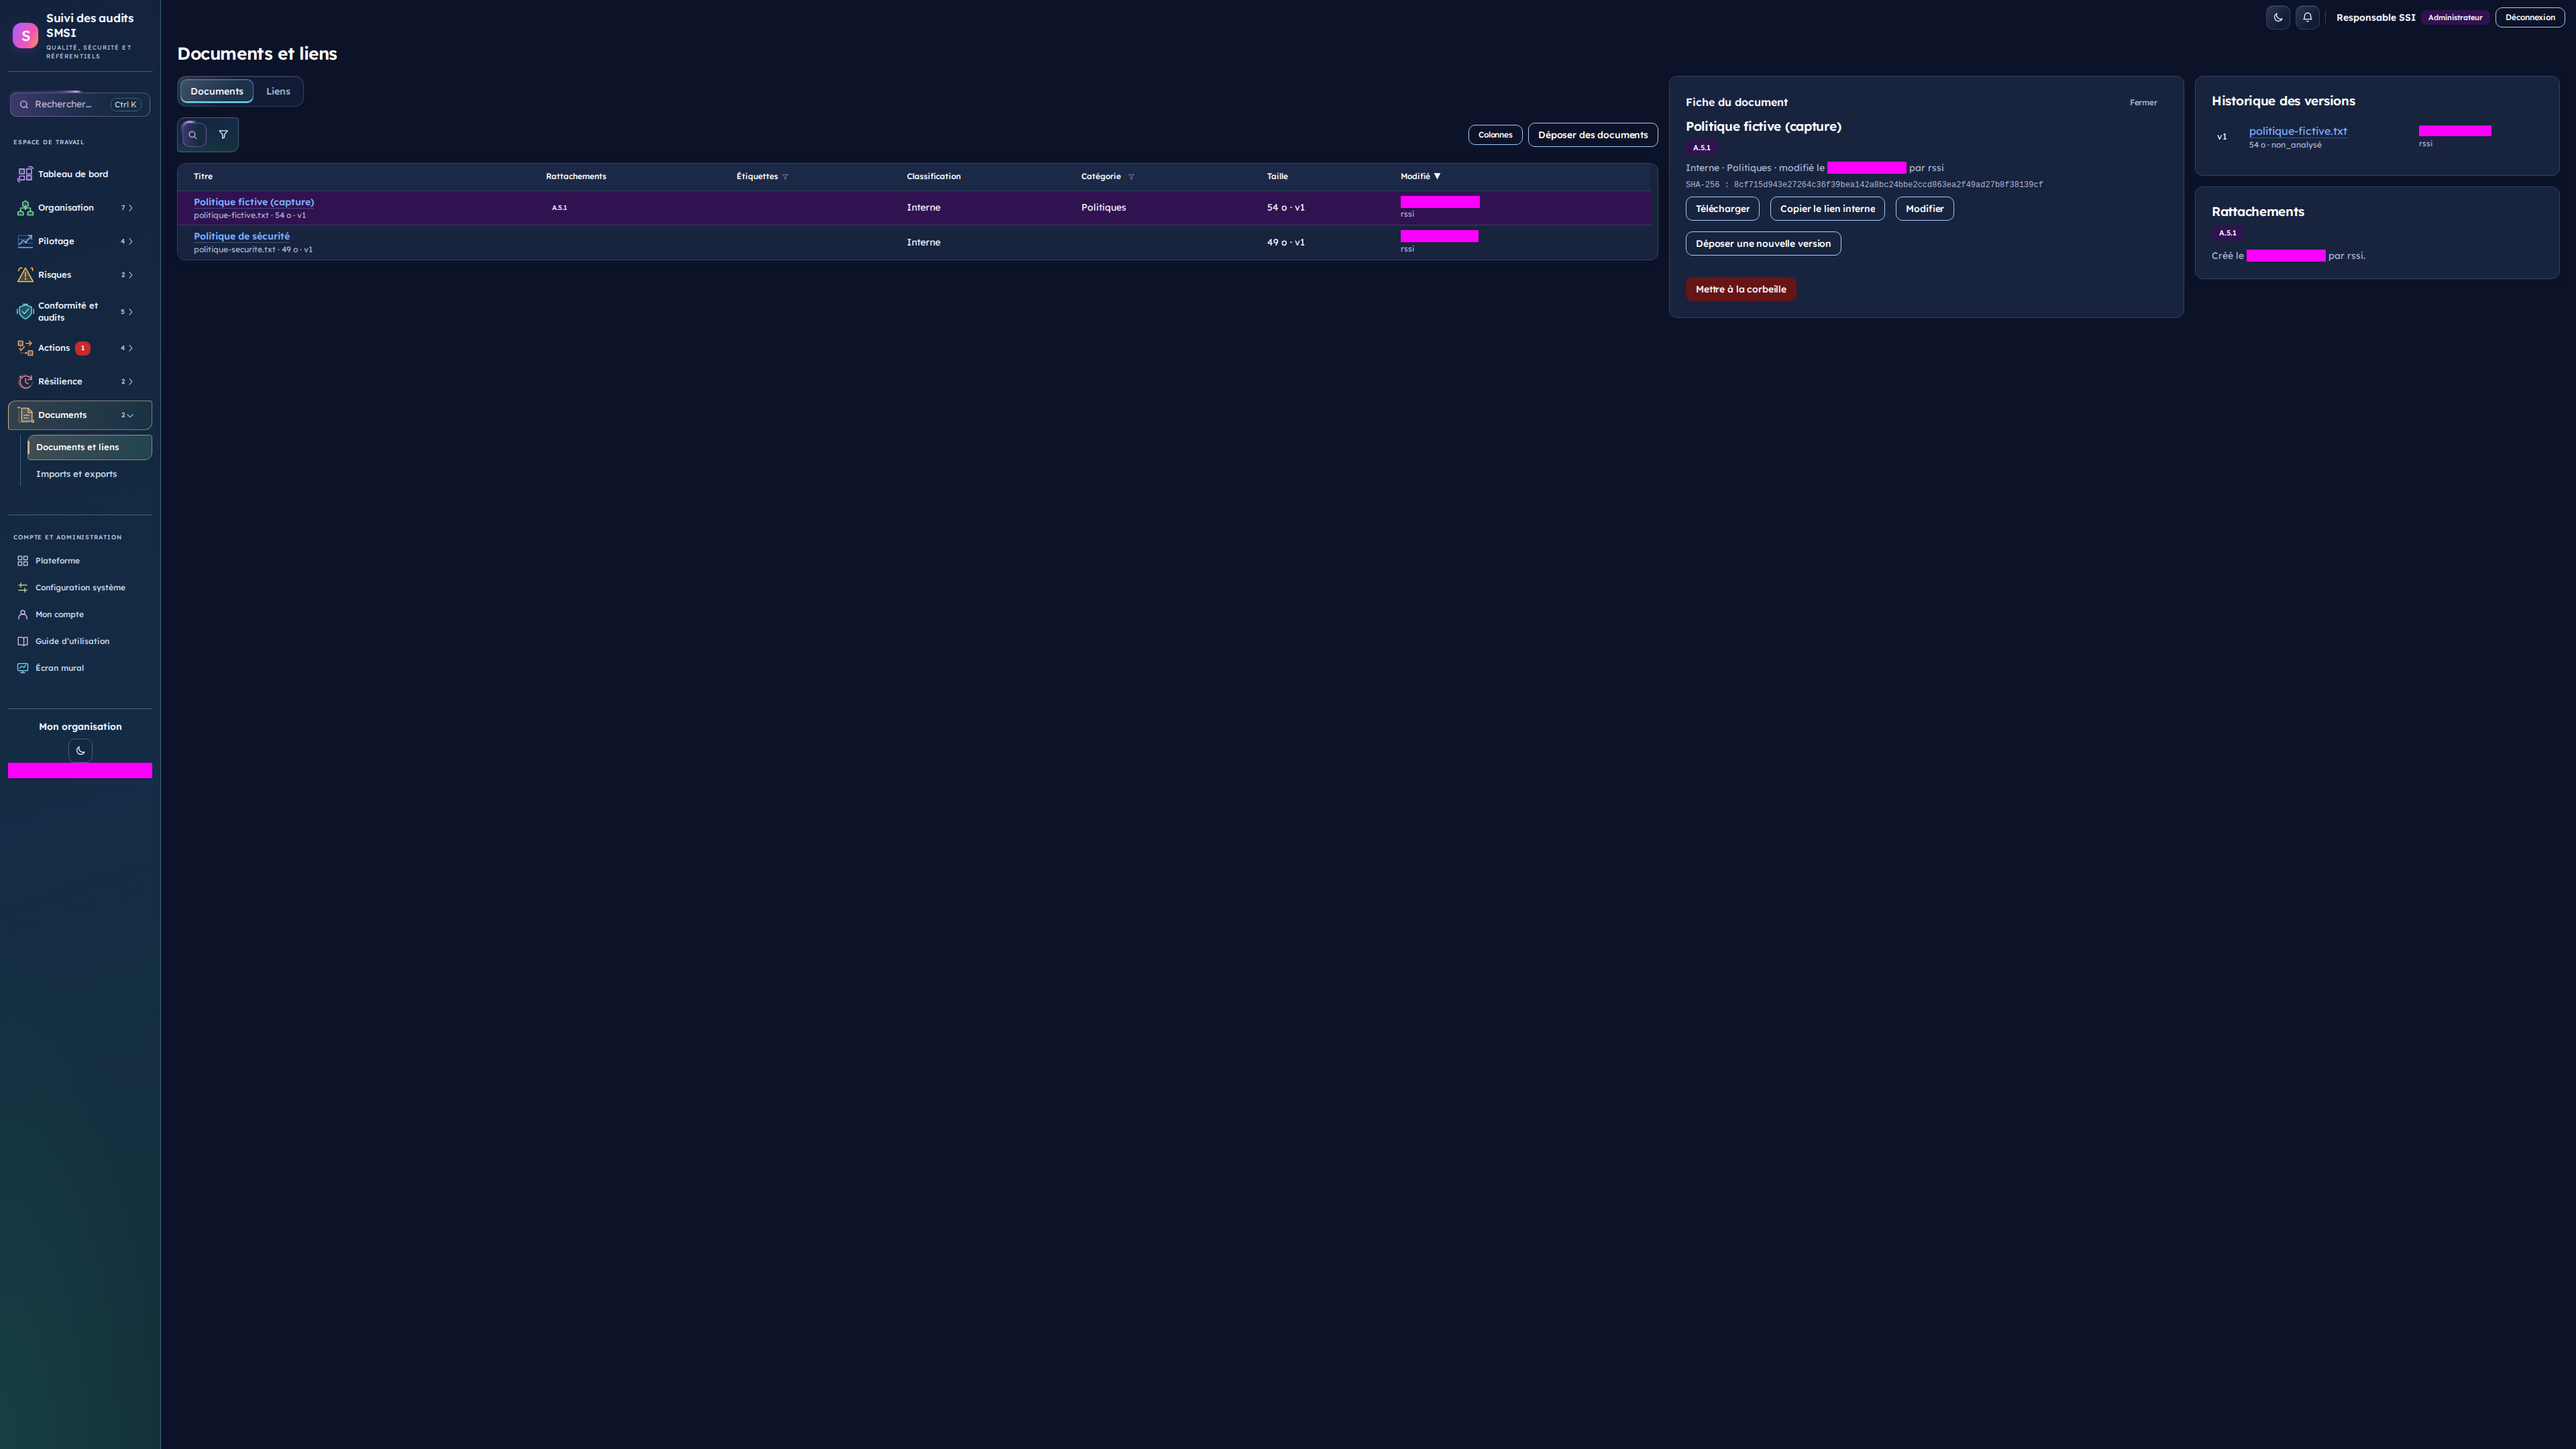 Suivi des audits
SMSI
QUALITÉ, SÉCURITÉ ET
RÉFÉRENTIELS
Rechercher…
Ctrl K
ESPACE DE TRAVAIL
Tableau de bord
Organisation 7
Pilotage 4
Risques 2
Conformité et
audits 5
Actions 1 4
Résilience 2
Documents 2
Documents et liens
Imports et exports
COMPTE ET ADMINISTRATION
Plateforme
Configuration système
Mon compte
Guide d'utilisation
Écran mural
Mon organisation
Responsable SSI Administrateur Déconnexion
Documents et liens
Documents Liens
Colonnes Déposer des documents
Titre Rattachements Étiquettes Classification Catégorie Taille Modifié ▼
Politique fictive (capture)
politique-fictive.txt · 54 o · v1
A.5.1 Interne Politiques 54 o · v1
rssi
Politique de sécurité
politique-securite.txt · 49 o · v1
Interne 49 o · v1
rssi
Fiche du document Fermer
Politique fictive (capture)
A.5.1
Interne · Politiques · modifié le par rssi
SHA-256 : 8cf715d943e27264c36f39bea142a8bc24bbe2ccd863ea2f49ad27b8f38139cf
Télécharger Copier le lien interne Modifier
Déposer une nouvelle version
Mettre à la corbeille
Historique des versions
v1 politique-fictive.txt
54 o · non_analysé rssi
Rattachements
A.5.1
Créé le par rssi.